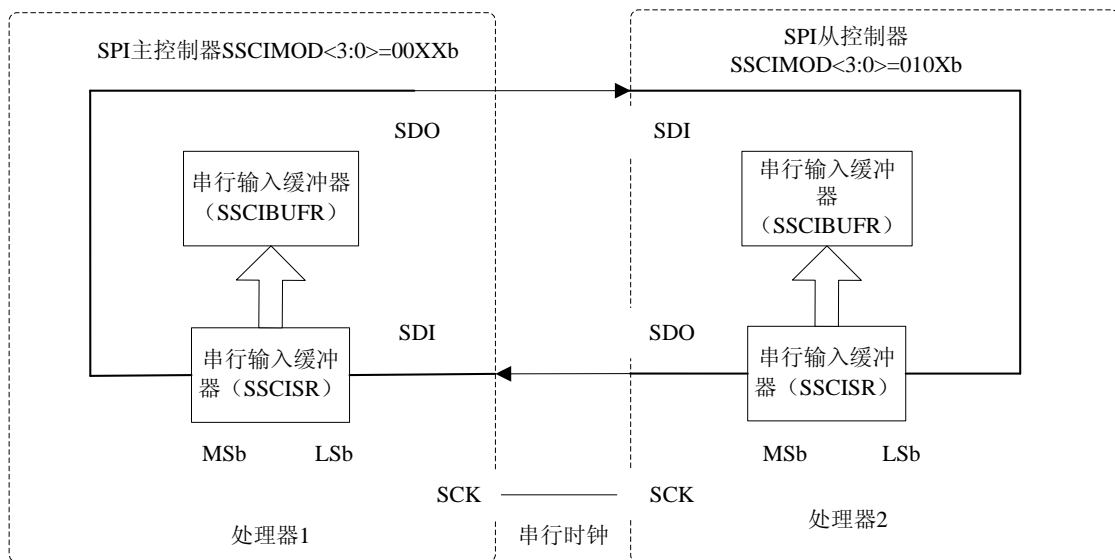 SPI主控制器SSCIMOD<3:0>=00XXb
SPI从控制器
SSCIMOD<3:0>=010Xb
SDO
SDI
串行输入缓冲器
（SSCIBUFR）
串行输入缓冲
器
（SSCIBUFR）
SDI
SDO
串行输入缓冲
器（SSCISR）
串行输入缓冲
器（SSCISR）
MSb
LSb
MSb
LSb
SCK
SCK
处理器1
串行时钟
处理器2